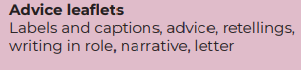 Advice leaflets
Labels and captions, advice, retellings,
writing in role, narrative, letter